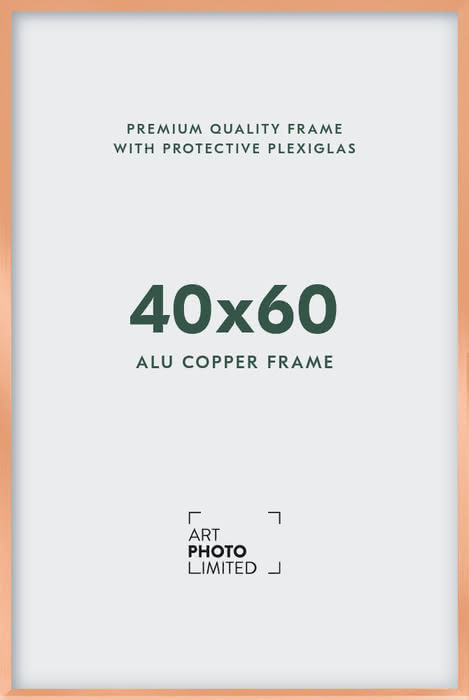 PREMIUM QUALITY FRAME
WITH PROTECTIVE PLEXIGLAS
40x60
ALU COPPER FRAME
ART
PHOTO
LIMITED